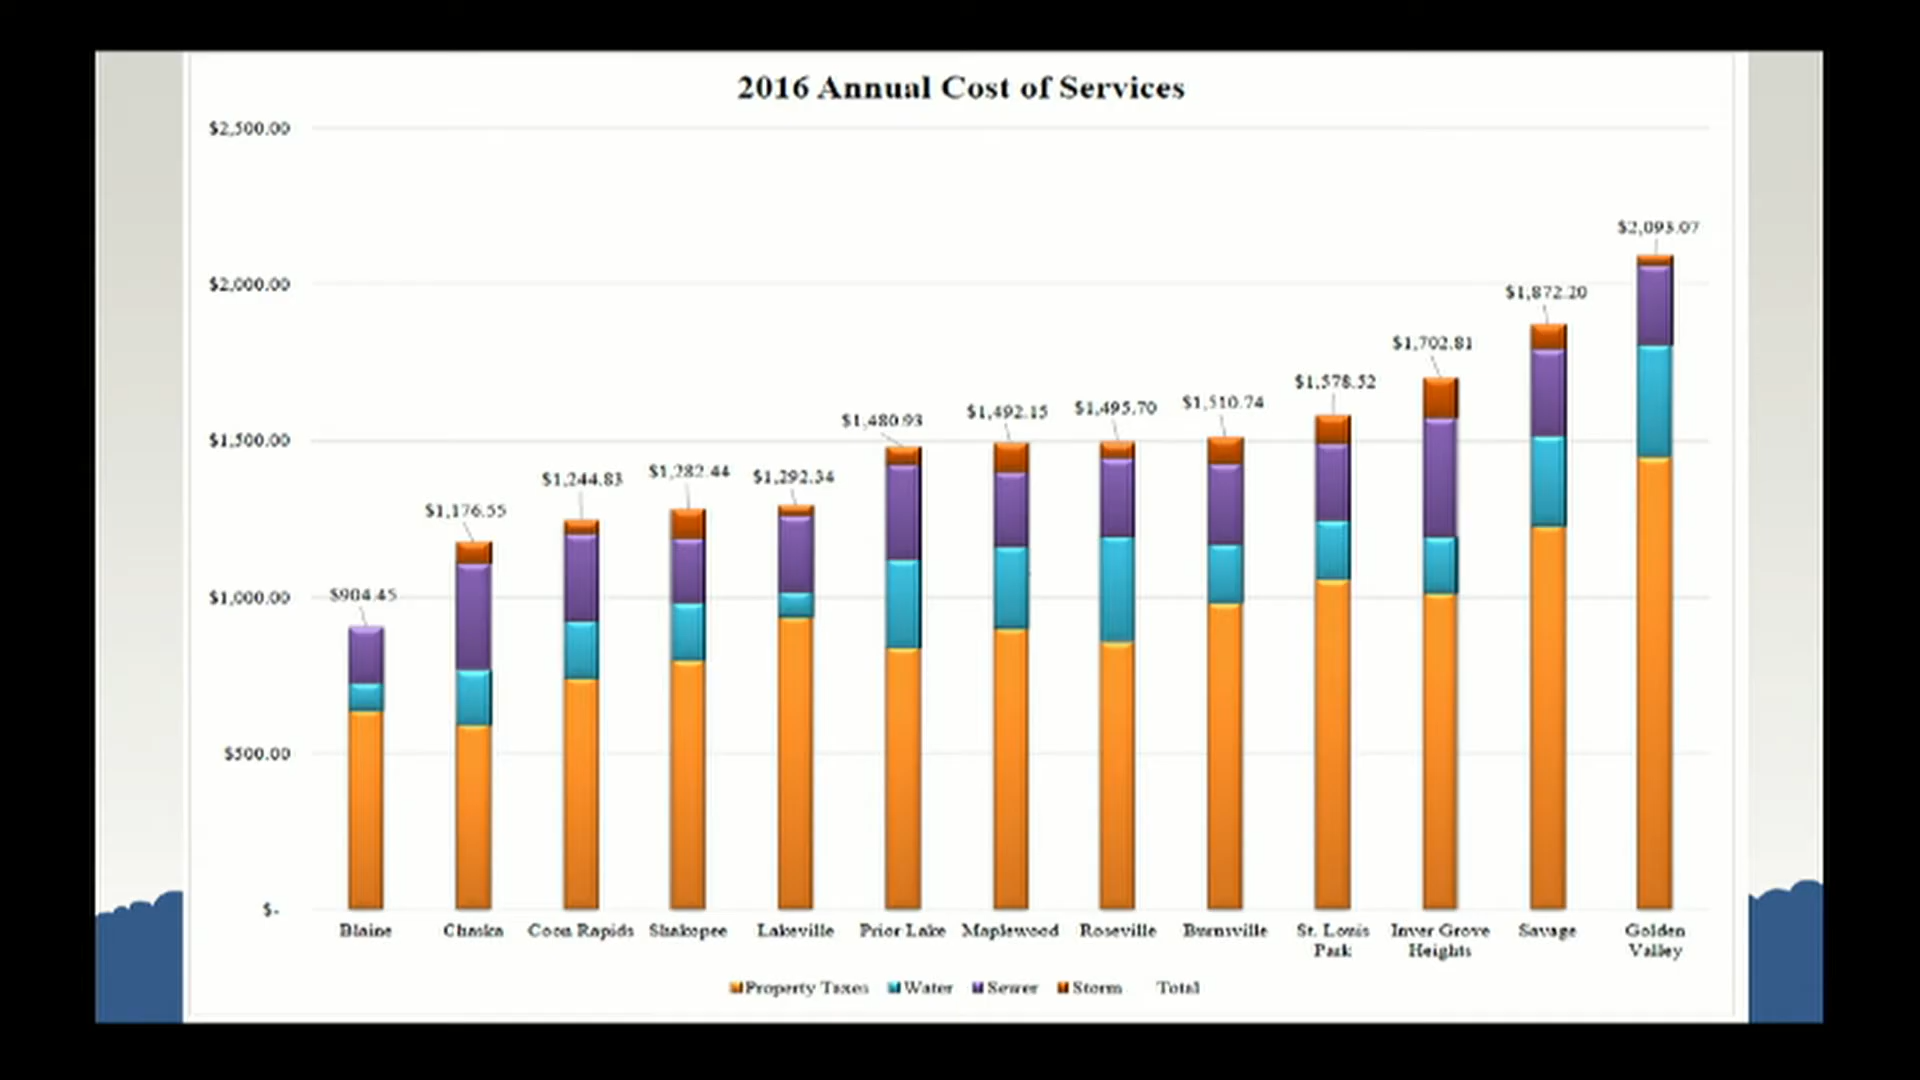 2016 Annual Cost of Services
$2,500.00
$2,000.00
$1,500.00
$1,000.00
$500.00
$-
$904.45
$1,176.55
$1,244.83
$1,282.44
$1,292.34
$1,480.93
$1,492.15
$1,495.70
$1,510.74
$1,578.52
$1,702.81
$1,872.20
$2,093.07
Blaine
Chaska
Coon Rapids
Shakopee
Lakeville
Prior Lake
Maplewood
Roseville
Burnsville
St. Louis
Park
Inver Grove
Heights
Savage
Golden
Valley
Property Taxes Water Sewer Storm Total